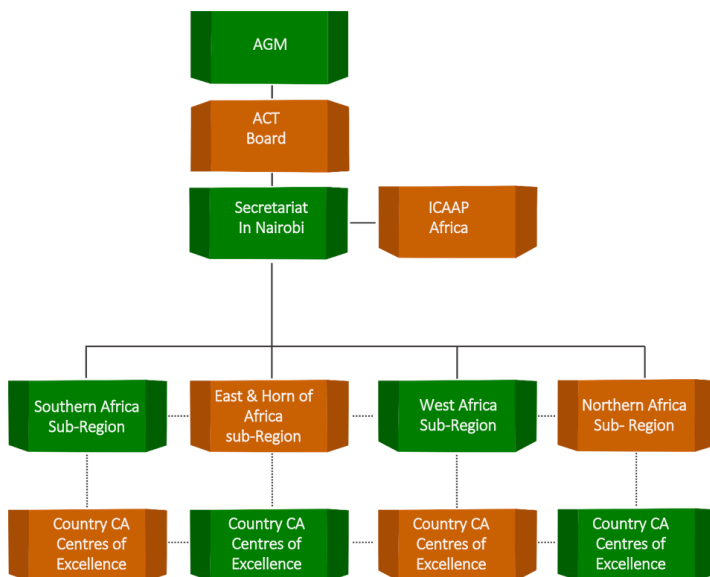 AGM
ACT
Board
Secretariat
In Nairobi
ICAAP
Africa
Southern Africa
Sub-Region
East & Horn of
Africa
sub-Region
West Africa
Sub-Region
Northern Africa
Sub- Region
Country CA
Centres of
Excellence
Country CA
Centres of
Excellence
Country CA
Centres of
Excellence
Country CA
Centres of
Excellence